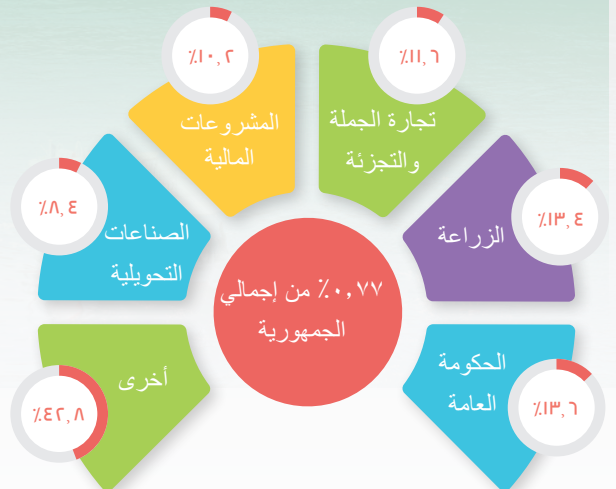 ٪١١,٦
تجارة الجملة
والتجزئة
٪١٣,٤
الزراعة
٪١٣,٦
الحكومة
العامة
٪١٠,٢
المشروعات
المالية
٪٨,٤
الصناعات
التحويلية
٪٤٢,٨
أخرى
٪٠,٧٧ من إجمالي
الجمهورية